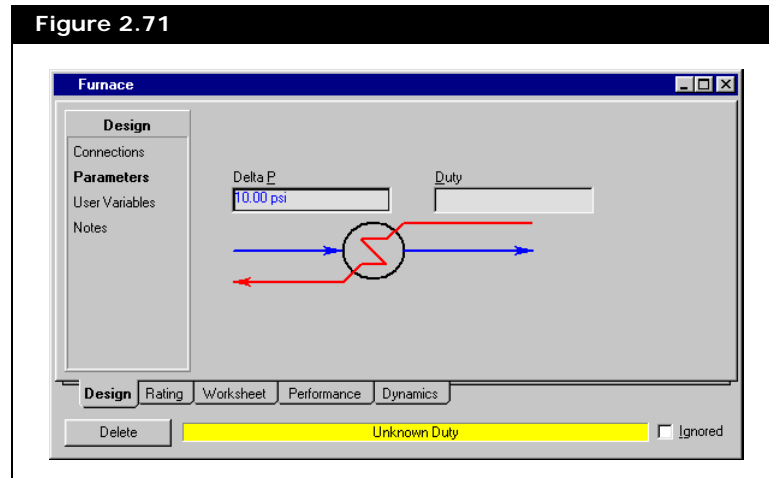 Figure 2.71
Furnace
Design
Connections
Parameters
User Variables
Notes
Delta P
Duty
10.00 psi
Design Rating Worksheet Performance Dynamics
Delete
Unknown Duty
Ignored